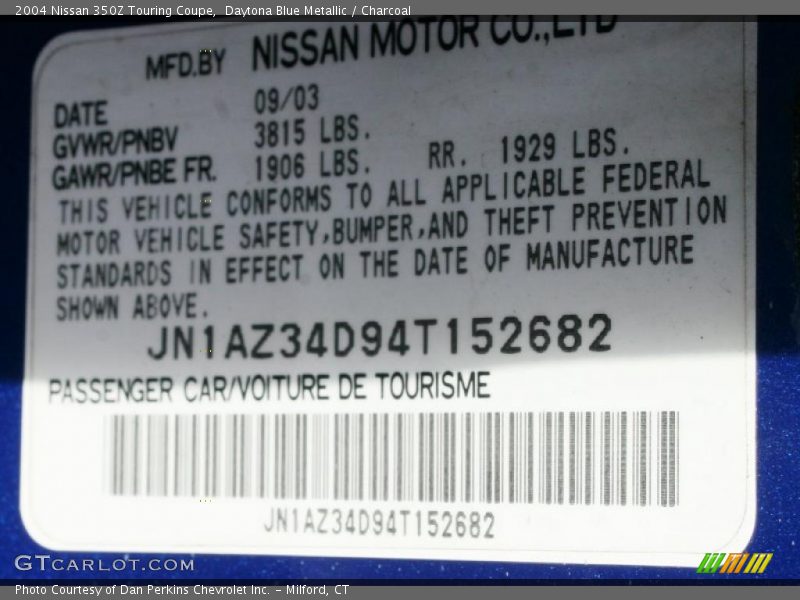 2004 Nissan 350Z Touring Coupe, Daytona Blue Metallic / Charcoal
MFD.BY NISSAN MOTOR CO.,LTD
DATE 09/03
GVWR/PNBV 3815 LBS.
GAWR/PNBE FR. 1906 LBS. RR. 1929 LBS.
THIS VEHICLE CONFORMS TO ALL APPLICABLE FEDERAL
MOTOR VEHICLE SAFETY,BUMPER,AND THEFT PREVENTION
STANDARDS IN EFFECT ON THE DATE OF MANUFACTURE
SHOWN ABOVE.
JN1AZ34D94T152682
PASSENGER CAR/VOITURE DE TOURISME
JN1AZ34D94T152682
GTCARLOT.COM
Photo Courtesy of Dan Perkins Chevrolet Inc. - Milford, CT